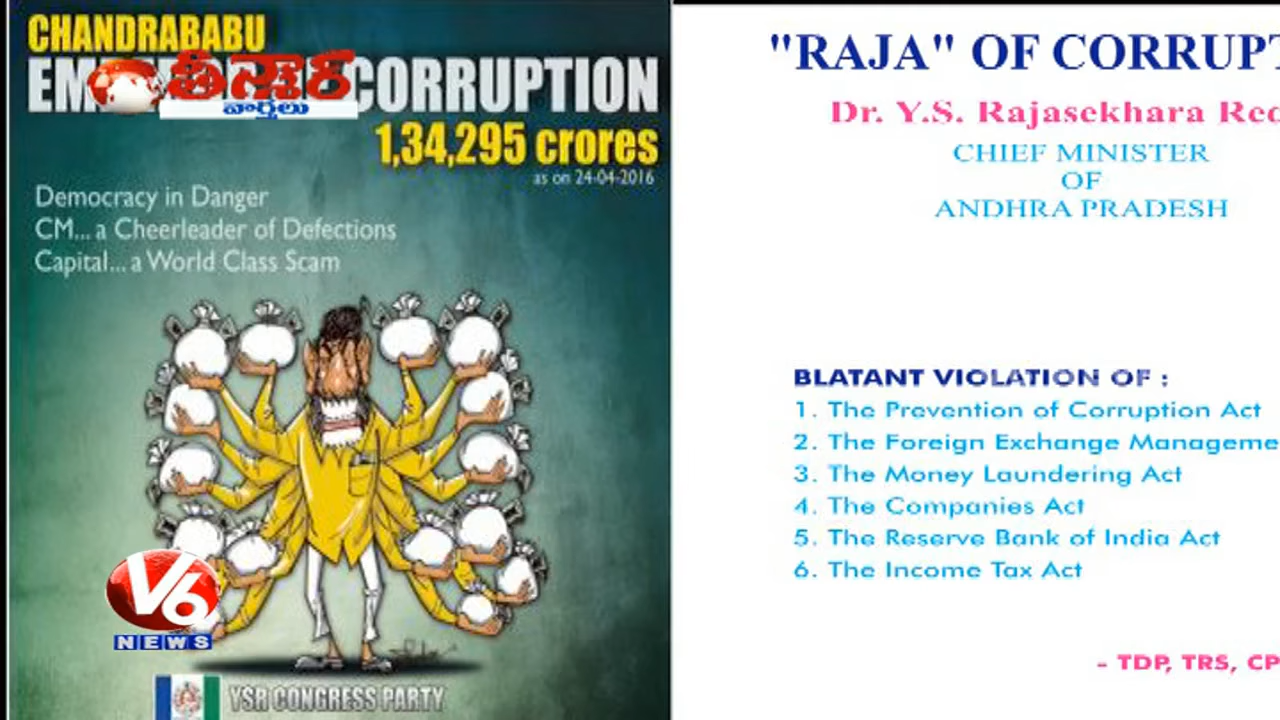 CHANDRABABU
CORRUPTION
తీన్మార్
వార్తలు
1,34,295 crores
as on 24-04-2016
Democracy in Danger
CM... a Cheerleader of Defections
Capital... a World Class Scam
V6
NEWS
YSR CONGRESS PARTY
"RAJA" OF CORRUPT
Dr. Y.S. Rajasekhara Red
CHIEF MINISTER
OF
ANDHRA PRADESH
BLATANT VIOLATION OF :
1. The Prevention of Corruption Act
2. The Foreign Exchange Manageme
3. The Money Laundering Act
4. The Companies Act
5. The Reserve Bank of India Act
6. The Income Tax Act
- TDP, TRS, CP